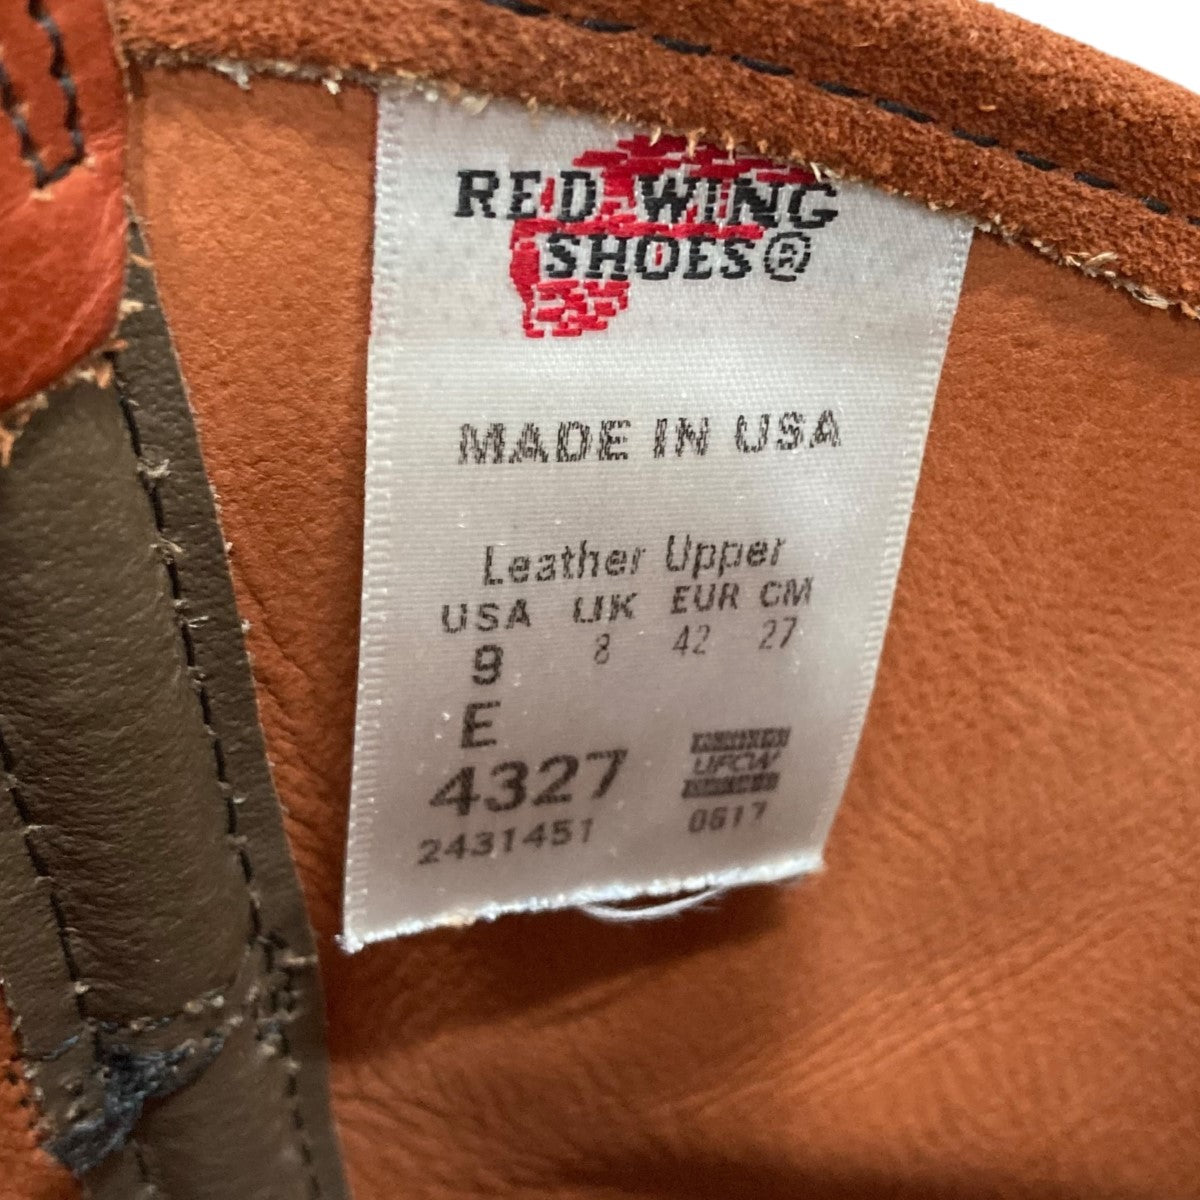 RED WING
SHOES®
MADE IN USA
Leather Upper
USA UK EUR CM
9 8 42 27
E
4327 UFCW
2431451 0617